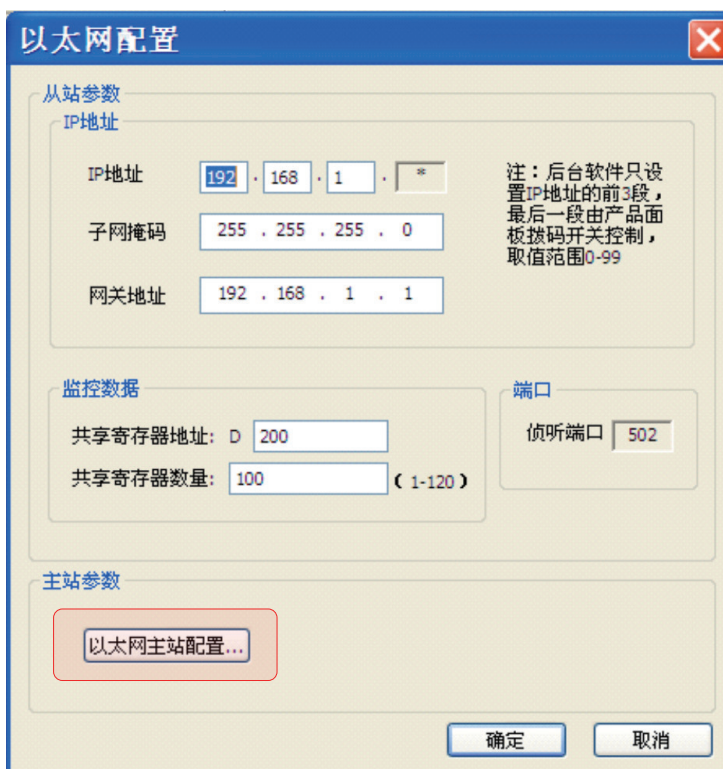 以太网配置
从站参数
IP地址
IP地址 192 . 168 . 1 . *
注：后台软件只设
置IP地址的前3段，
最后一段由产品面
板拨码开关控制，
取值范围0-99
子网掩码 255 . 255 . 255 . 0
网关地址 192 . 168 . 1 . 1
监控数据
共享寄存器地址: D 200
共享寄存器数量: 100 (1-120)
端口
侦听端口 502
主站参数
以太网主站配置...
确定 取消